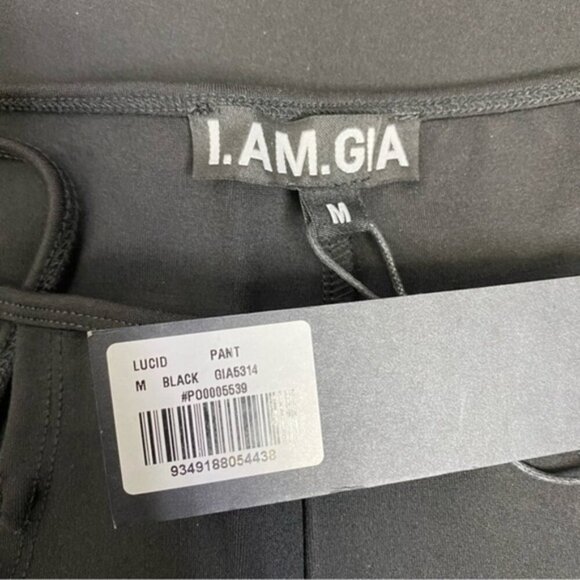 I.AM.GIA
M
LUCID PANT
M BLACK GIA5314
#PO0005539
9349188054438